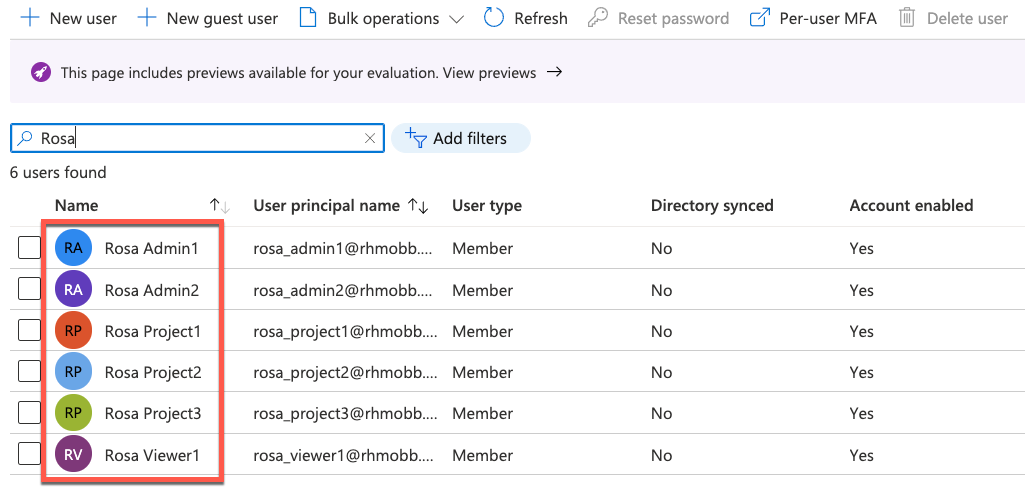 New user New guest user Bulk operations Refresh Reset password Per-user MFA Delete user
This page includes previews available for your evaluation. View previews →
Rosa Add filters
6 users found
Name User principal name User type Directory synced Account enabled
RA Rosa Admin1 rosa_admin1@rhmobb.... Member No Yes
RA Rosa Admin2 rosa_admin2@rhmobb.... Member No Yes
RP Rosa Project1 rosa_project1@rhmobb.... Member No Yes
RP Rosa Project2 rosa_project2@rhmobb.... Member No Yes
RP Rosa Project3 rosa_project3@rhmobb.... Member No Yes
RV Rosa Viewer1 rosa_viewer1@rhmobb.... Member No Yes